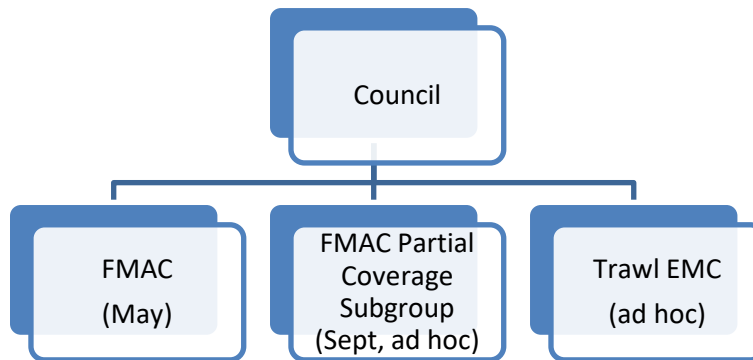 Council
FMAC
(May)
FMAC Partial
Coverage
Subgroup
(Sept, ad hoc)
Trawl EMC
(ad hoc)